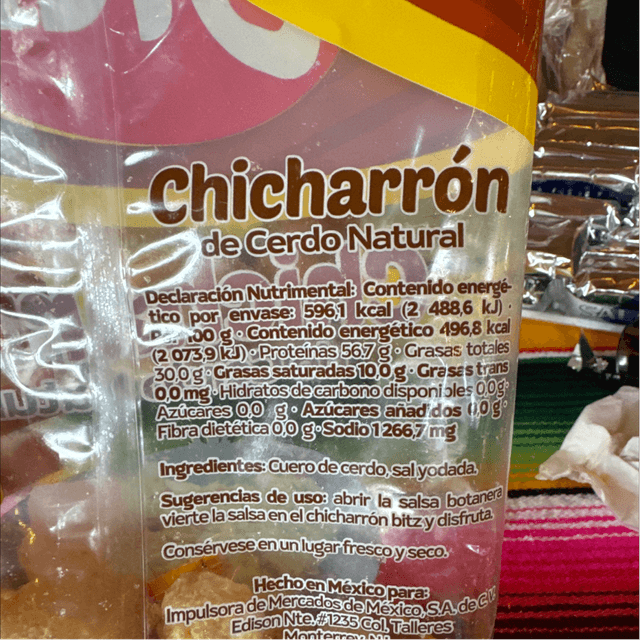 Chicharrón
de Cerdo Natural
Declaración Nutrimental: Contenido energé-
tico por envase: 596,1 kcal (2 488,6 kJ) ·
Por 100 g · Contenido energético 496,8 kcal
(2 073,9 kJ) · Proteínas 56,7 g · Grasas totales
30,0 g · Grasas saturadas 10,0 g · Grasas trans
0,0 mg · Hidratos de carbono disponibles 0,0 g ·
Azúcares 0,0 g · Azúcares añadidos 0,0 g ·
Fibra dietética 0,0 g · Sodio 1 266,7 mg
Ingredientes: Cuero de cerdo, sal yodada.
Sugerencias de uso: abrir la salsa botanera
vierte la salsa en el chicharrón bitz y disfruta.
Consérvese en un lugar fresco y seco.
Hecho en México para:
Impulsora de Mercados de México, S.A. de C.V.
Edison Nte. #1235 Col. Talleres
Monterrey, N.L.